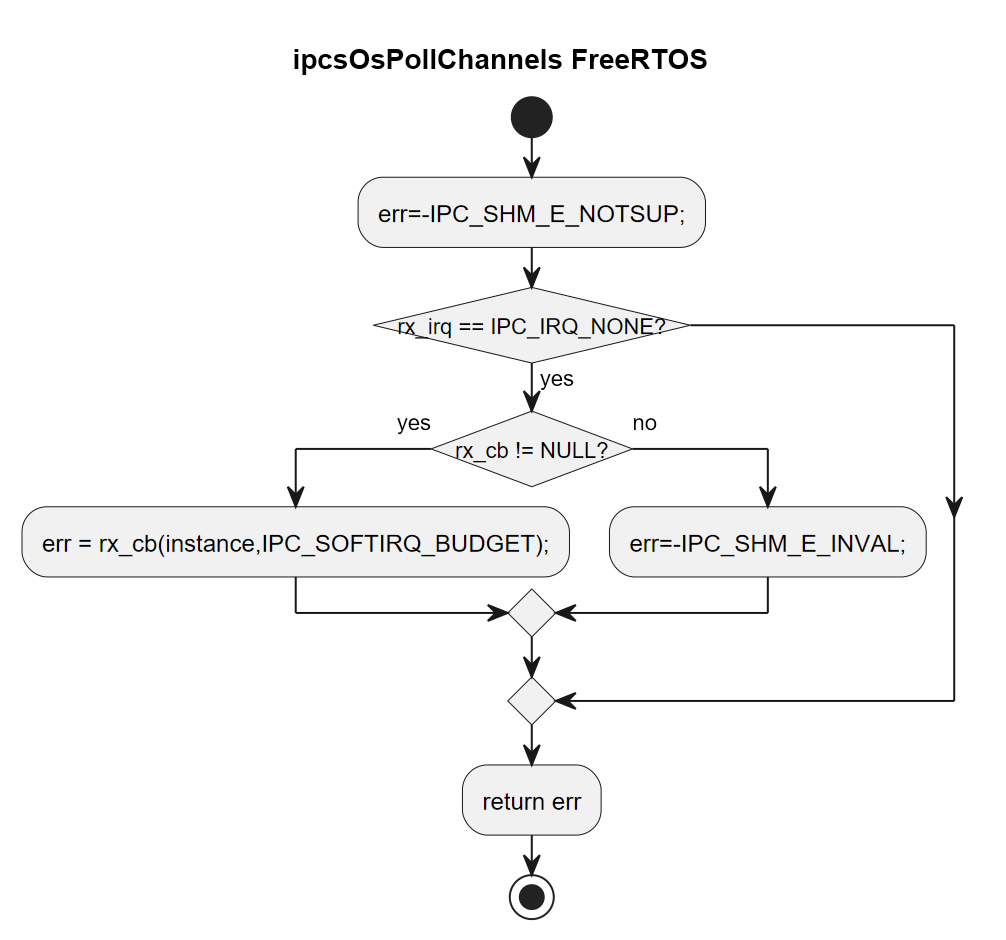 ipcsOsPollChannels FreeRTOS
err=-IPC_SHM_E_NOTSUP;
rx_irq == IPC_IRQ_NONE?
yes
yes
no
rx_cb != NULL?
err = rx_cb(instance,IPC_SOFTIRQ_BUDGET);
err=-IPC_SHM_E_INVAL;
return err